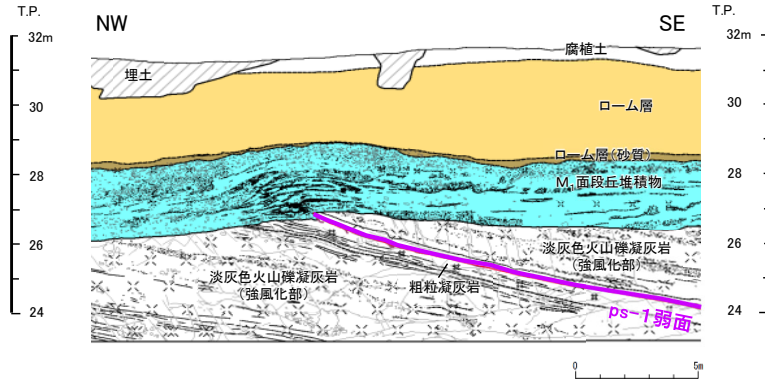 T.P.
NW
SE
T.P.
32m
30
28
26
24
32m
30
28
26
24
腐植土
埋土
ローム層
ローム層(砂質)
M₁面段丘堆積物
淡灰色火山礫凝灰岩
(強風化部)
淡灰色火山礫凝灰岩
(強風化部)
粗粒凝灰岩
ps-1弱面
0
5m